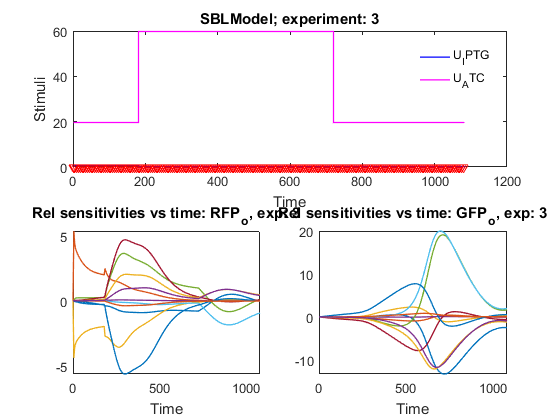 SBLModel; experiment: 3
60
40
20
0
Stimuli
U_IPTG
U_ATC
0 200 400 600 800 1000 1200
Time
Rel sensitivities vs time: RFP_o, exp: 3
Rel sensitivities vs time: GFP_o, exp: 3
5
0
-5
0 500 1000
Time
20
10
0
-10
0 500 1000
Time